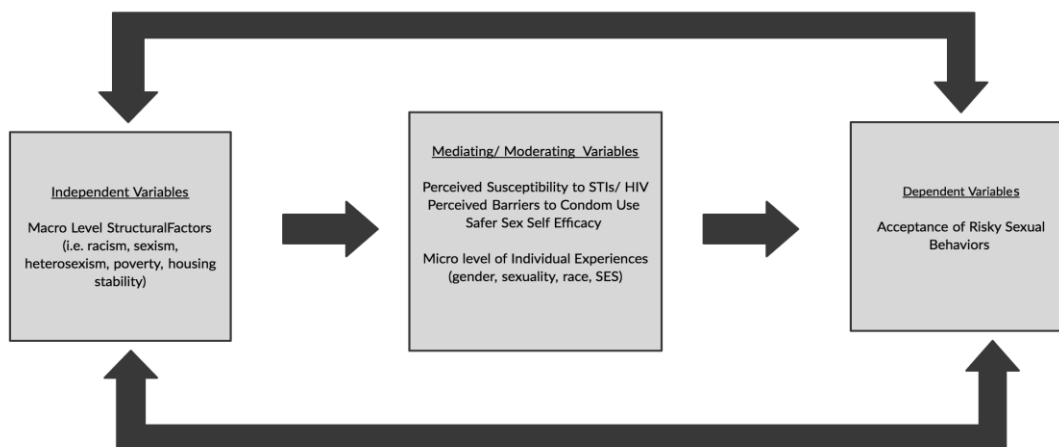 Independent Variables
Macro Level StructuralFactors
(i.e. racism, sexism,
heterosexism, poverty, housing
stability)
Mediating/ Moderating Variables
Perceived Susceptibility to STIs/ HIV
Perceived Barriers to Condom Use
Safer Sex Self Efficacy
Micro level of Individual Experiences
(gender, sexuality, race, SES)
Dependent Variables
Acceptance of Risky Sexual
Behaviors